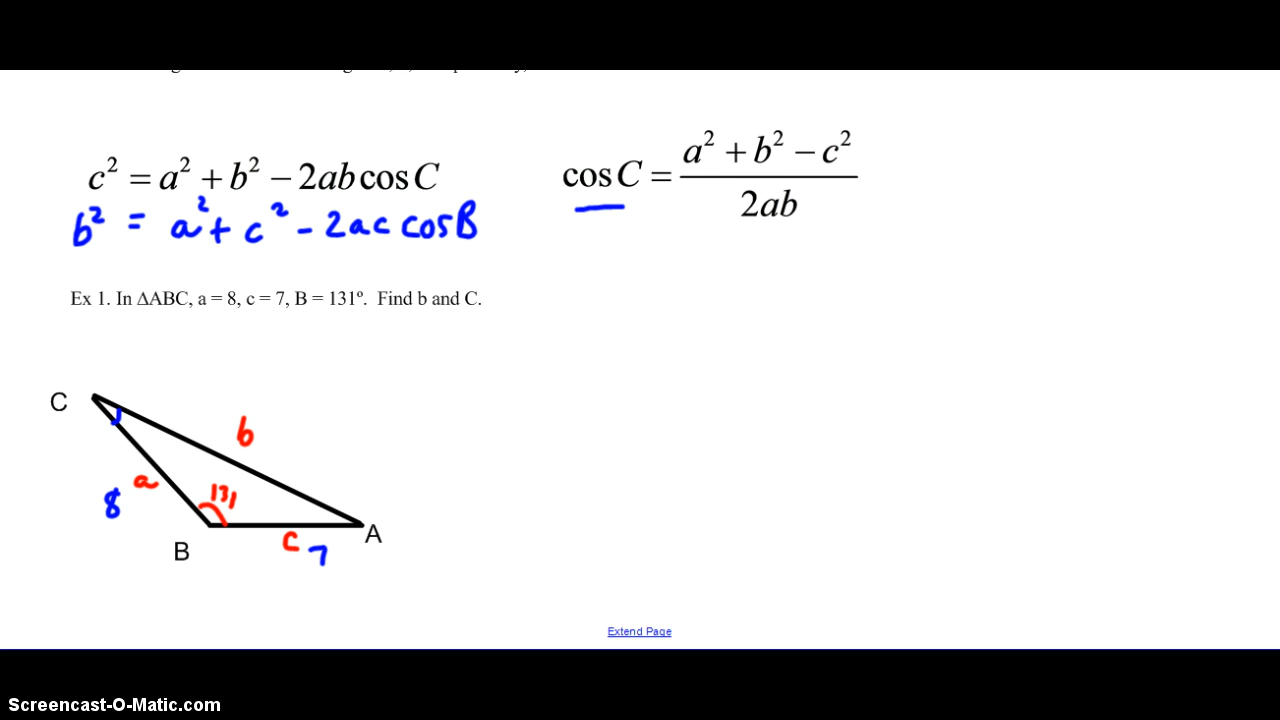 c² = a² + b² − 2ab cos C
cos C = (a² + b² − c²) / 2ab
b² = a² + c² - 2ac cosB
Ex 1. In ΔABC, a = 8, c = 7, B = 131º. Find b and C.
C
b
a
8
131
B
c
7
A
Extend Page
Screencast-O-Matic.com